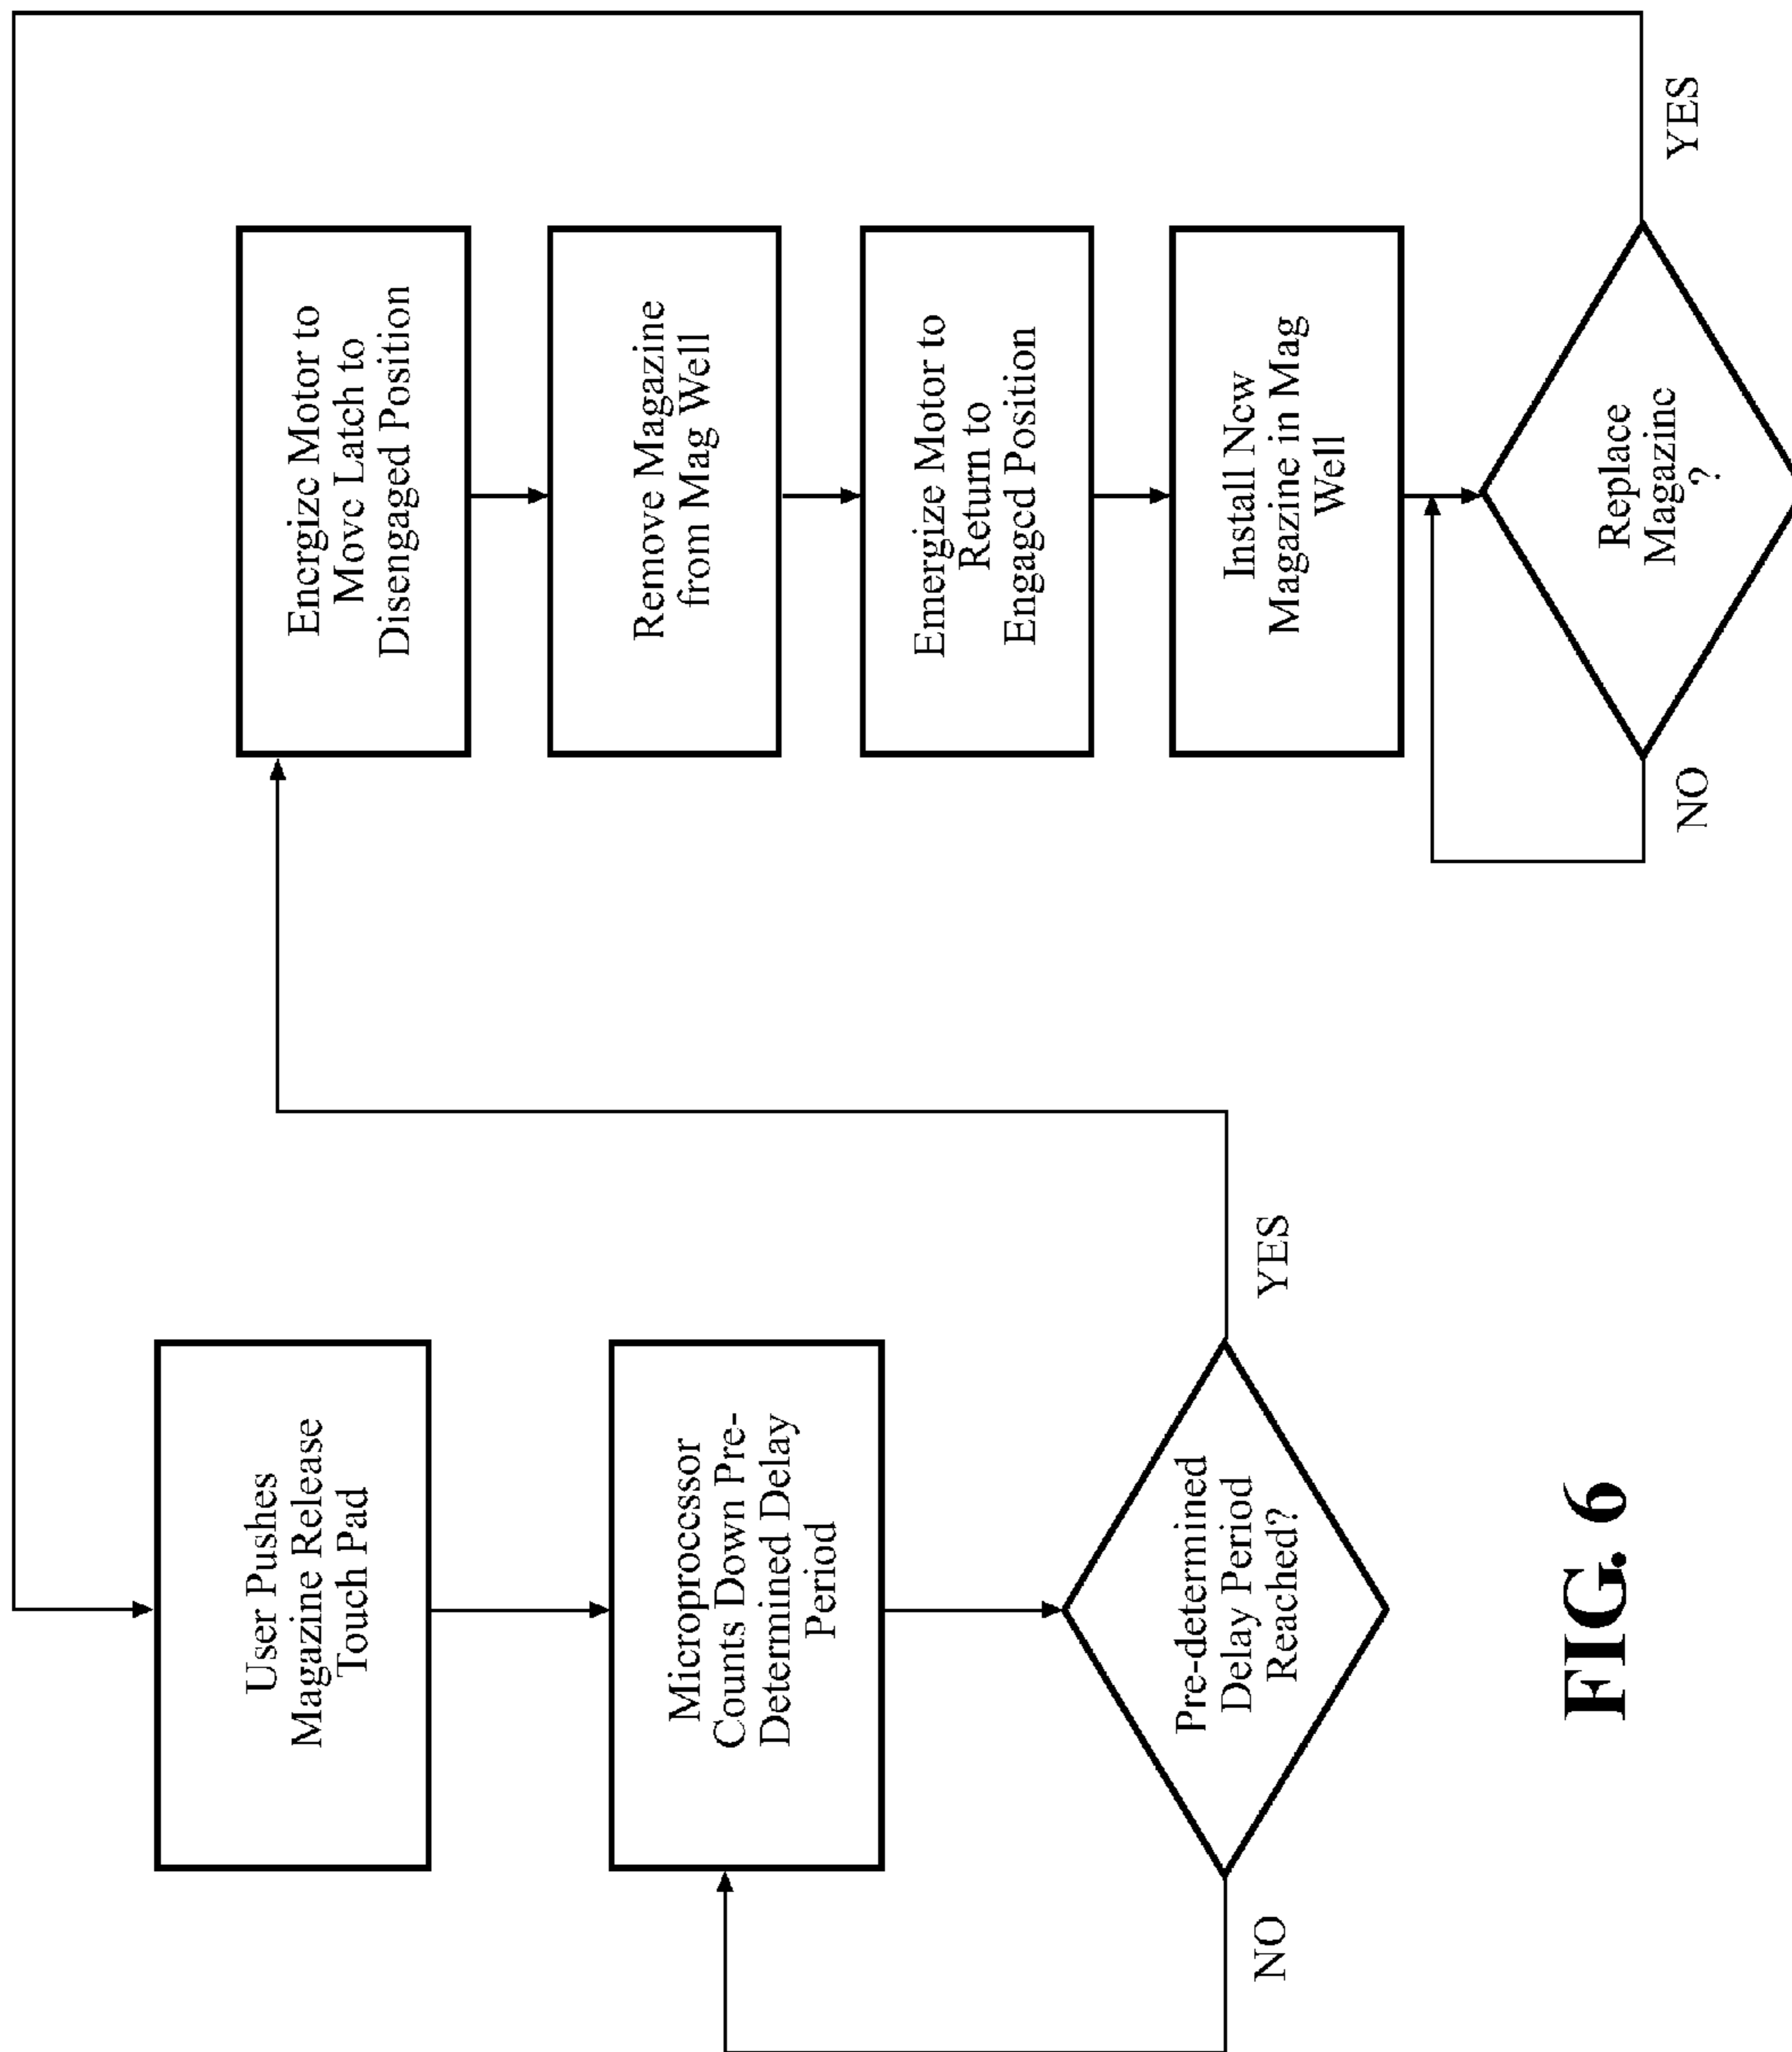 User Pushes
Magazine Release
Touch Pad
Microprocessor
Counts Down Pre-
Determined Delay
Period
Pre-determined
Delay Period
Reached?
NO
YES
Energize Motor to
Move Latch to
Disengaged Position
Remove Magazine
from Mag Well
Emergize Motor to
Return to
Engaged Position
Install New
Magazine in Mag
Well
Replace
Magazine
?
NO
YES
FIG. 6